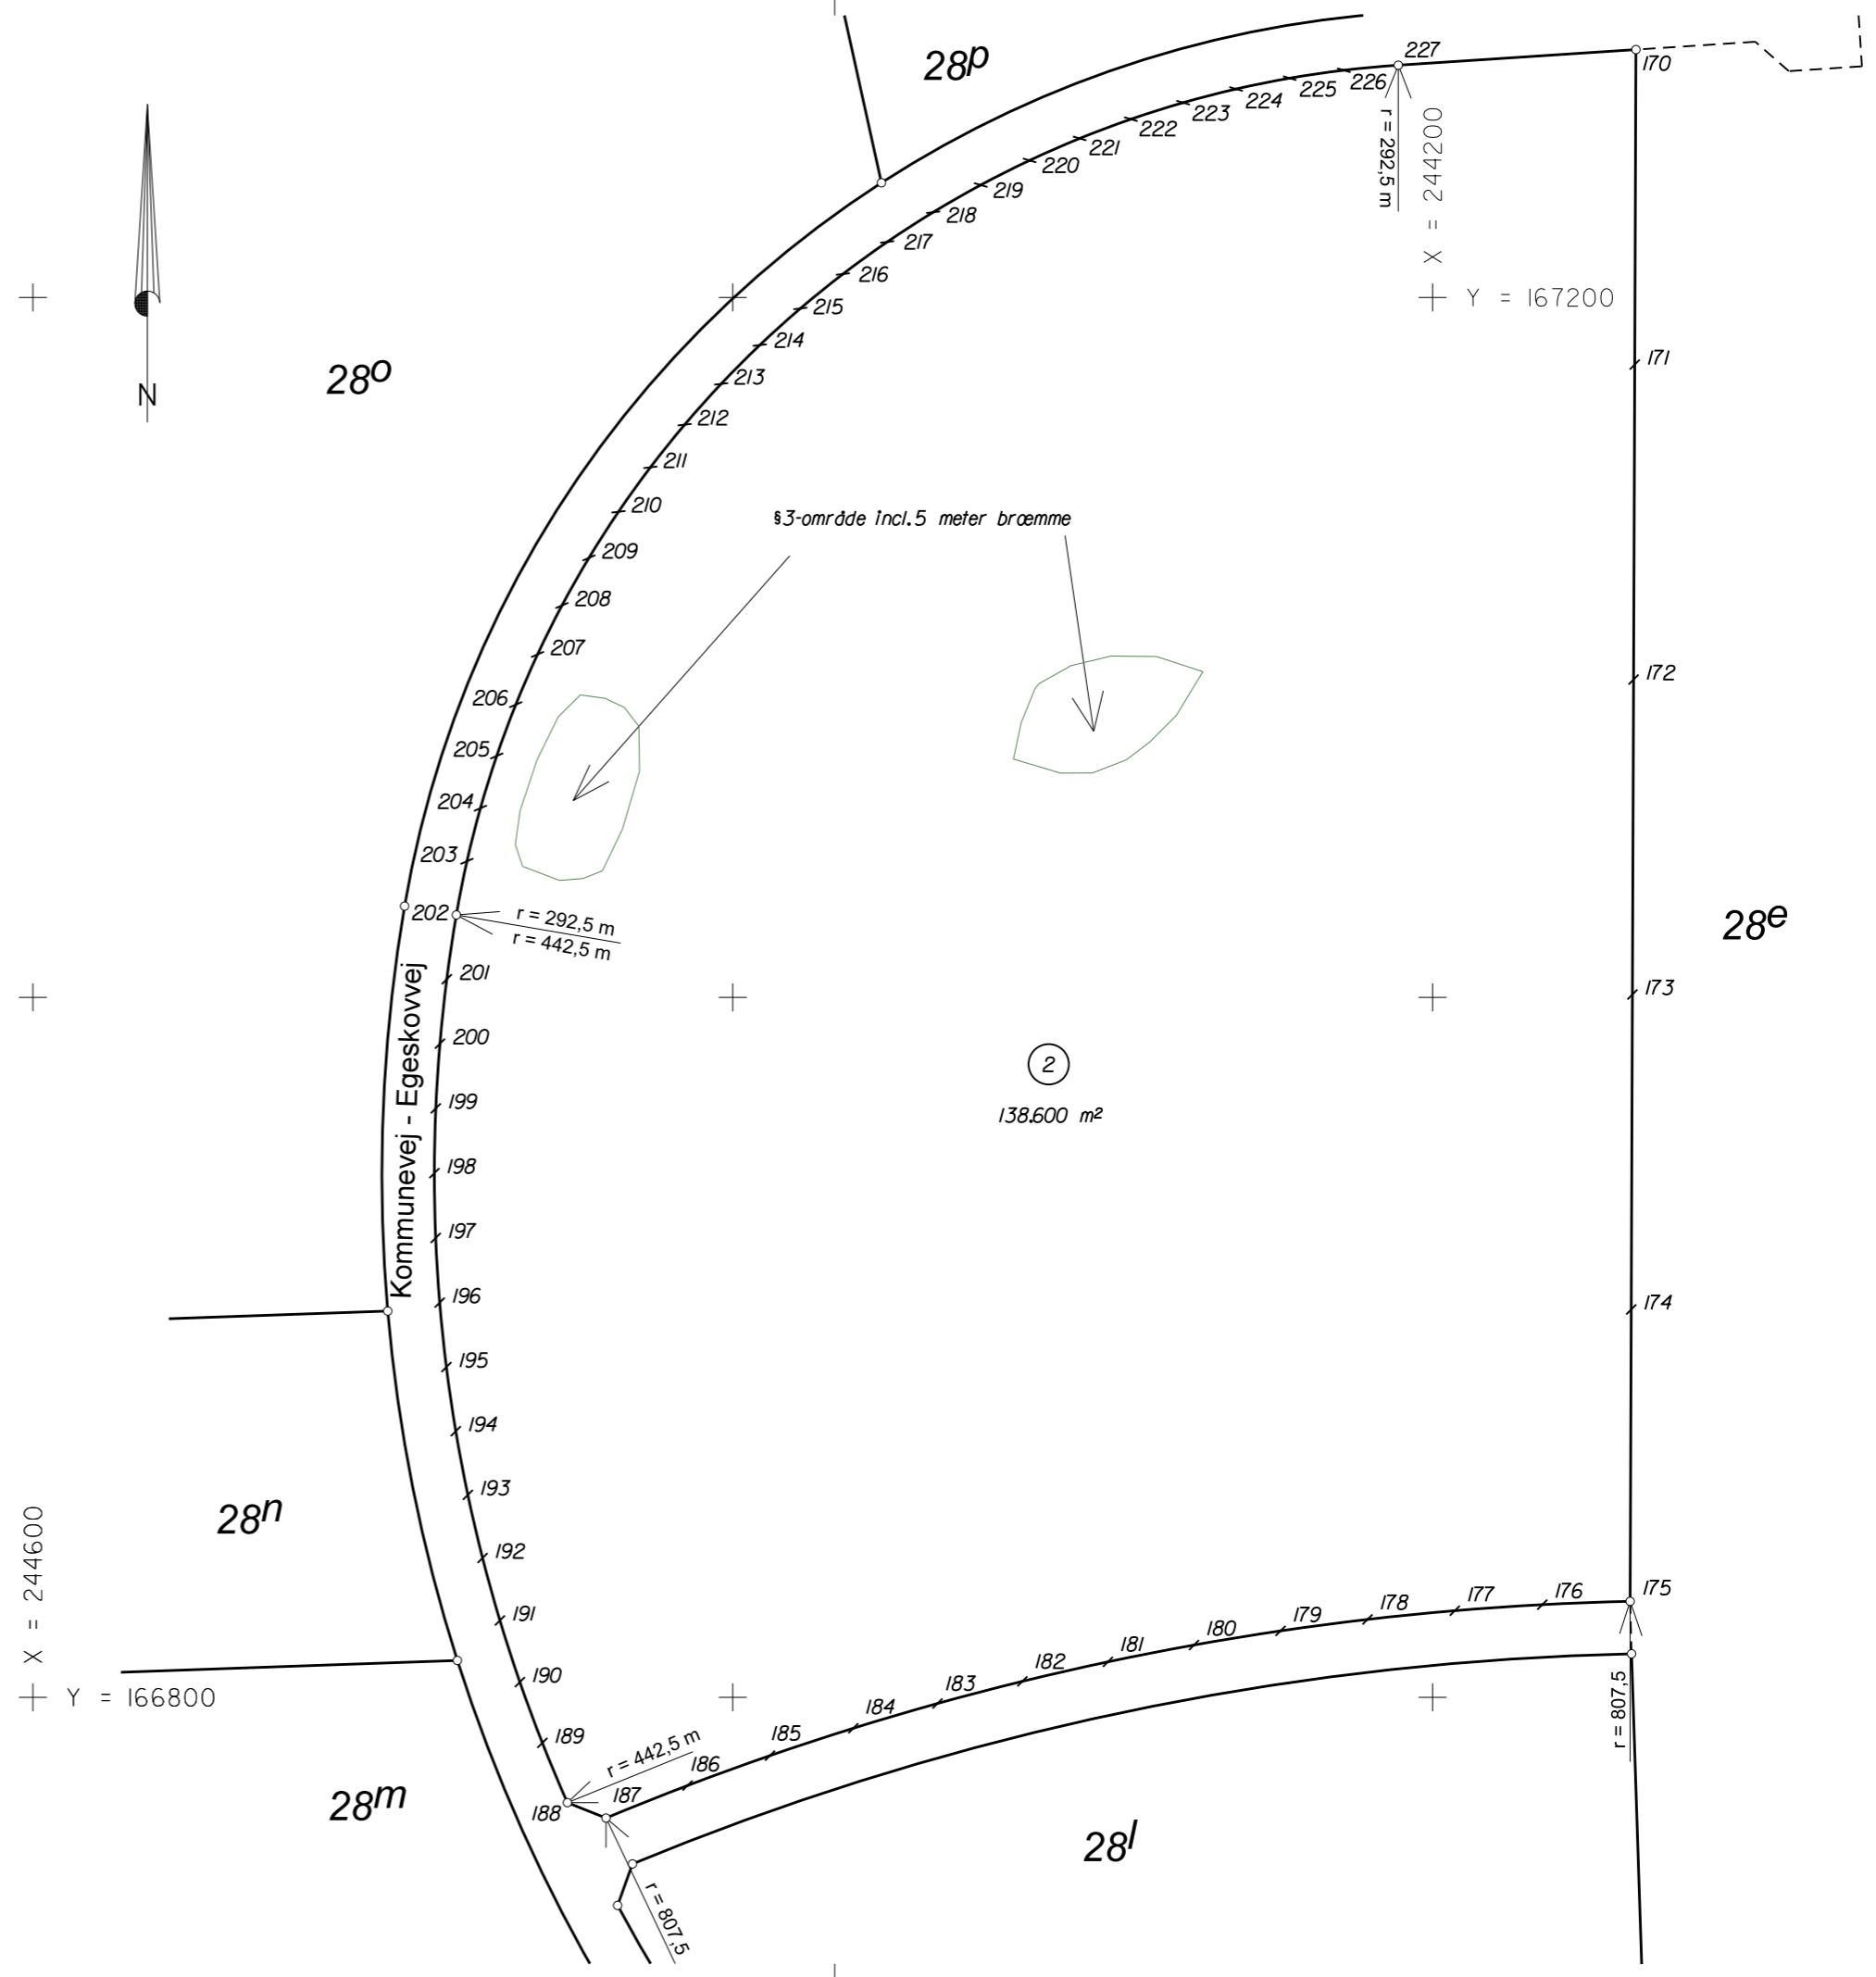 28p
227
170
226
225
224
223
222
221
220
219
218
217
216
215
214
213
212
211
210
209
208
207
206
205
204
203
202
201
200
199
198
197
196
195
194
193
192
191
190
189
188
187
186
185
184
183
182
181
180
179
178
177
176
175
174
173
172
171
r = 292,5 m
X = 244200
Y = 167200
28o
N
§3-område incl. 5 meter bræmme
28e
r = 292,5 m
r = 442,5 m
Kommunevej - Egeskovvej
2
138.600 m²
28n
X = 244600
Y = 166800
r = 442,5 m
r = 807,5
28m
28l
r = 807,5